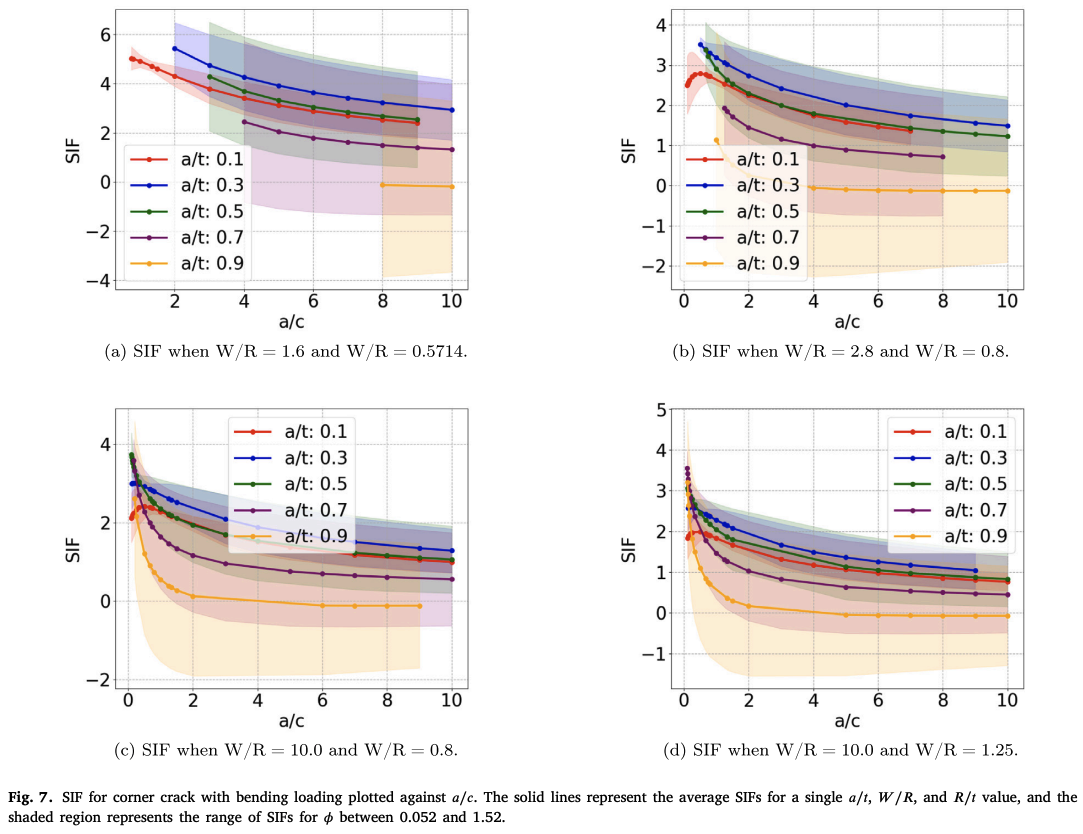 6
4
2
0
−2
−4
SIF
a/t: 0.1
a/t: 0.3
a/t: 0.5
a/t: 0.7
a/t: 0.9
2 4 6 8 10
a/c
(a) SIF when W/R = 1.6 and W/R = 0.5714.
4
3
2
1
0
−1
−2
SIF
a/t: 0.1
a/t: 0.3
a/t: 0.5
a/t: 0.7
a/t: 0.9
0 2 4 6 8 10
a/c
(b) SIF when W/R = 2.8 and W/R = 0.8.
4
2
0
−2
SIF
a/t: 0.1
a/t: 0.3
a/t: 0.5
a/t: 0.7
a/t: 0.9
0 2 4 6 8 10
a/c
(c) SIF when W/R = 10.0 and W/R = 0.8.
5
4
3
2
1
0
−1
SIF
a/t: 0.1
a/t: 0.3
a/t: 0.5
a/t: 0.7
a/t: 0.9
0 2 4 6 8 10
a/c
(d) SIF when W/R = 10.0 and W/R = 1.25.
Fig. 7. SIF for corner crack with bending loading plotted against a/c. The solid lines represent the average SIFs for a single a/t, W/R, and R/t value, and the
shaded region represents the range of SIFs for ϕ between 0.052 and 1.52.